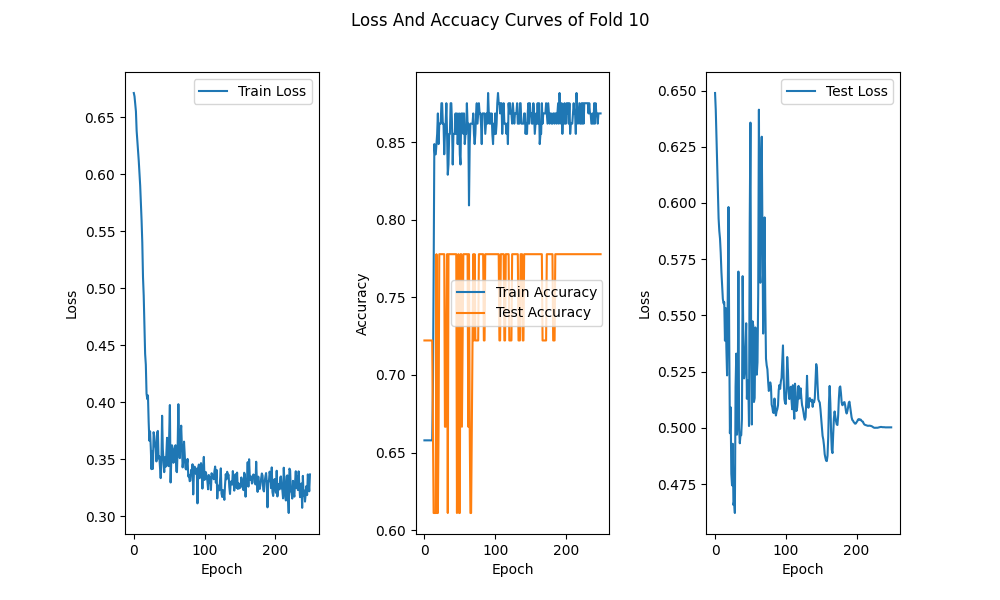 Loss And Accuacy Curves of Fold 10
Loss
0.65
0.60
0.55
0.50
0.45
0.40
0.35
0.30
Train Loss
0 100 200
Epoch
Accuracy
0.85
0.80
0.75
0.70
0.65
0.60
Train Accuracy
Test Accuracy
0 100 200
Epoch
Loss
0.650
0.625
0.600
0.575
0.550
0.525
0.500
0.475
Test Loss
0 100 200
Epoch